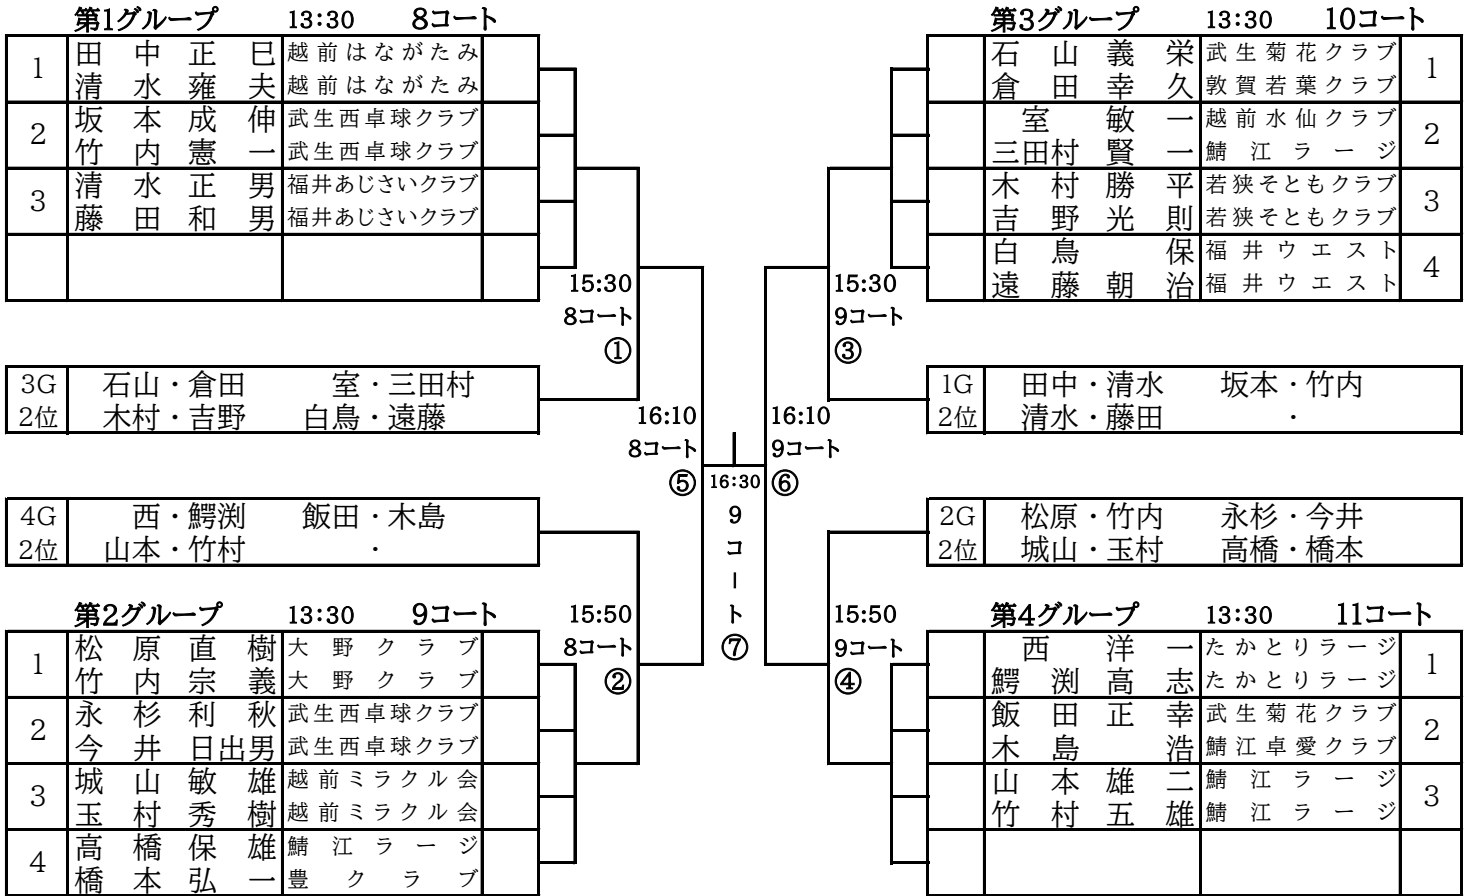 第1グループ 13:30 8コート
1 田中正巳 越前はながたみ
清水雍夫 越前はながたみ
2 坂本成伸 武生西卓球クラブ
竹内憲一 武生西卓球クラブ
3 清水正男 福井あじさいクラブ
藤田和男 福井あじさいクラブ
15:30
8コート
①
3G 石山・倉田 室・三田村
2位 木村・吉野 白鳥・遠藤
16:10
8コート
⑤
4G 西・鰐渕 飯田・木島
2位 山本・竹村 ・
第2グループ 13:30 9コート
1 松原直樹 大野クラブ
竹内宗義 大野クラブ
2 永杉利秋 武生西卓球クラブ
今井日出男 武生西卓球クラブ
3 城山敏雄 越前ミラクル会
玉村秀樹 越前ミラクル会
4 高橋保雄 鯖江ラージ
橋本弘一 豊クラブ
15:50
8コート
②
16:30
9コート⑦
第3グループ 13:30 10コート
石山義栄 武生菊花クラブ 1
倉田幸久 敦賀若葉クラブ
室敏一 越前水仙クラブ 2
三田村賢一 鯖江ラージ
木村勝平 若狭そともクラブ 3
吉野光則 若狭そともクラブ
白鳥保 福井ウエスト 4
遠藤朝治 福井ウエスト
15:30
9コート
③
1G 田中・清水 坂本・竹内
2位 清水・藤田 ・
16:10
9コート
⑥
2G 松原・竹内 永杉・今井
2位 城山・玉村 高橋・橋本
第4グループ 13:30 11コート
西洋一 たかとりラージ 1
鰐渕高志 たかとりラージ
飯田正幸 武生菊花クラブ 2
木島浩 鯖江卓愛クラブ
山本雄二 鯖江ラージ 3
竹村五雄 鯖江ラージ
15:50
9コート
④